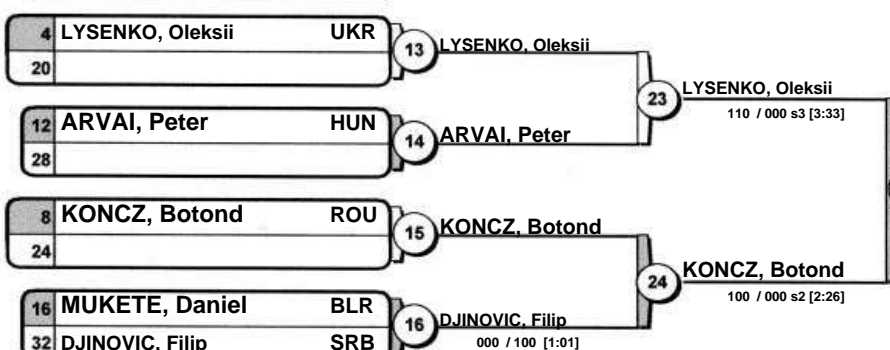 4 LYSENKO, Oleksii UKR
20
13
LYSENKO, Oleksii
12 ARVAI, Peter HUN
28
14
ARVAI, Peter
23
LYSENKO, Oleksii
110 / 000 s3 [3:33]
8 KONCZ, Botond ROU
24
15
KONCZ, Botond
16 MUKETE, Daniel BLR
32 DJINOVIC, Filip SRB
16
DJINOVIC, Filip
000 / 100 [1:01]
24
KONCZ, Botond
100 / 000 s2 [2:26]